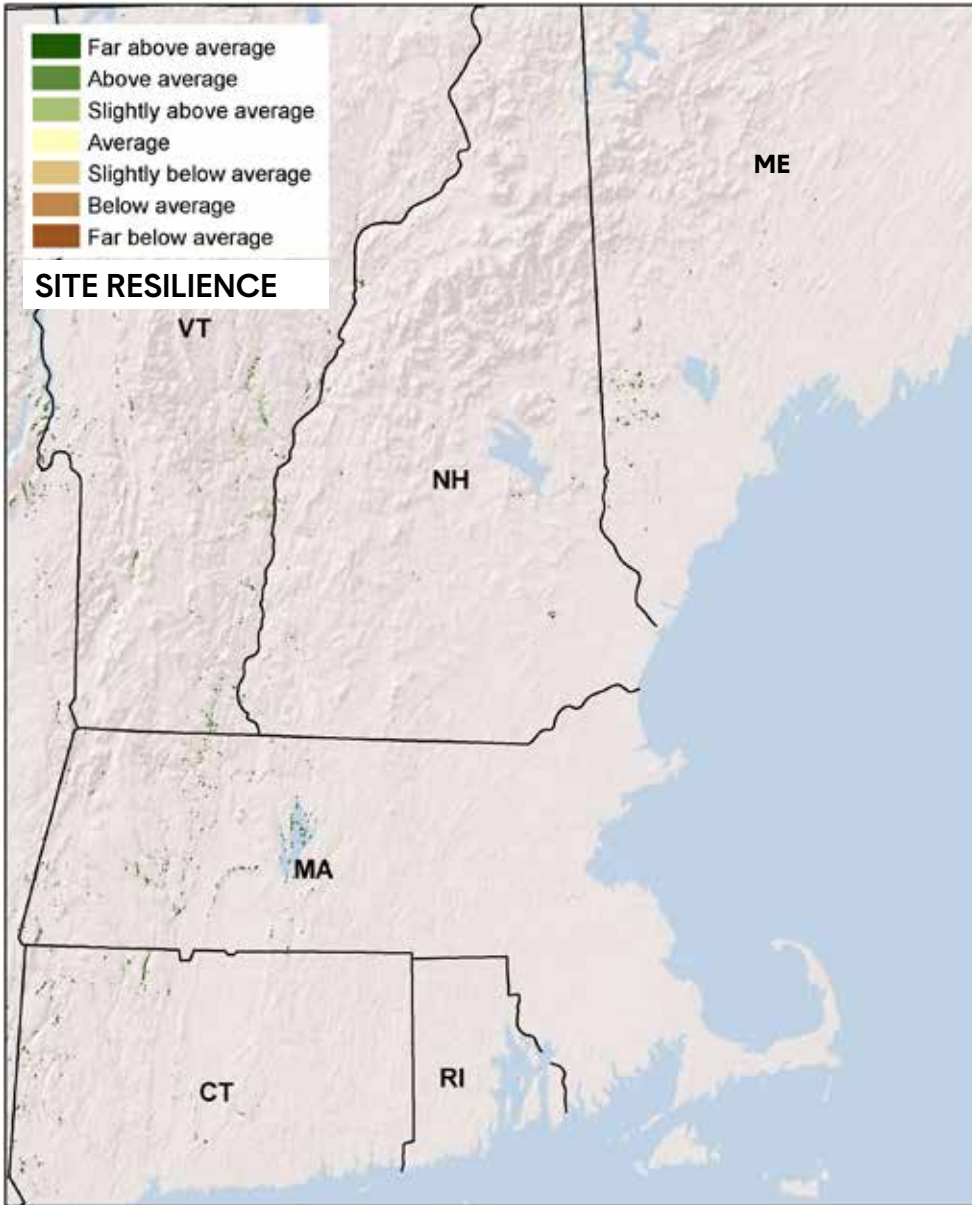 Far above average
Above average
Slightly above average
Average
Slightly below average
Below average
Far below average
SITE RESILIENCE
ME
VT
NH
MA
CT
RI